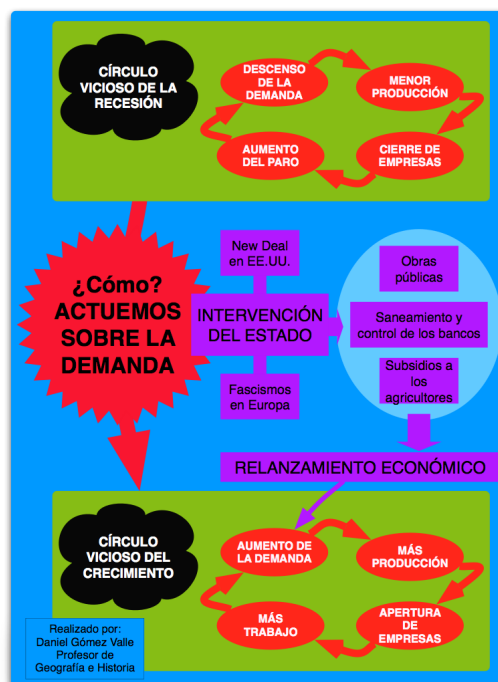 CÍRCULO
VICIOSO DE LA
RECESIÓN
DESCENSO
DE LA
DEMANDA
MENOR
PRODUCCIÓN
CIERRE DE
EMPRESAS
AUMENTO
DEL PARO
¿Cómo?
ACTUEMOS
SOBRE LA
DEMANDA
New Deal
en EE.UU.
INTERVENCIÓN
DEL ESTADO
Fascismos
en Europa
Obras
públicas
Saneamiento y
control de los bancos
Subsidios a
los
agricultores
RELANZAMIENTO ECONÓMICO
CÍRCULO
VICIOSO DEL
CRECIMIENTO
AUMENTO DE
LA DEMANDA
MÁS
PRODUCCIÓN
APERTURA
DE
EMPRESAS
MÁS
TRABAJO
Realizado por:
Daniel Gómez Valle
Profesor de
Geografía e Historia